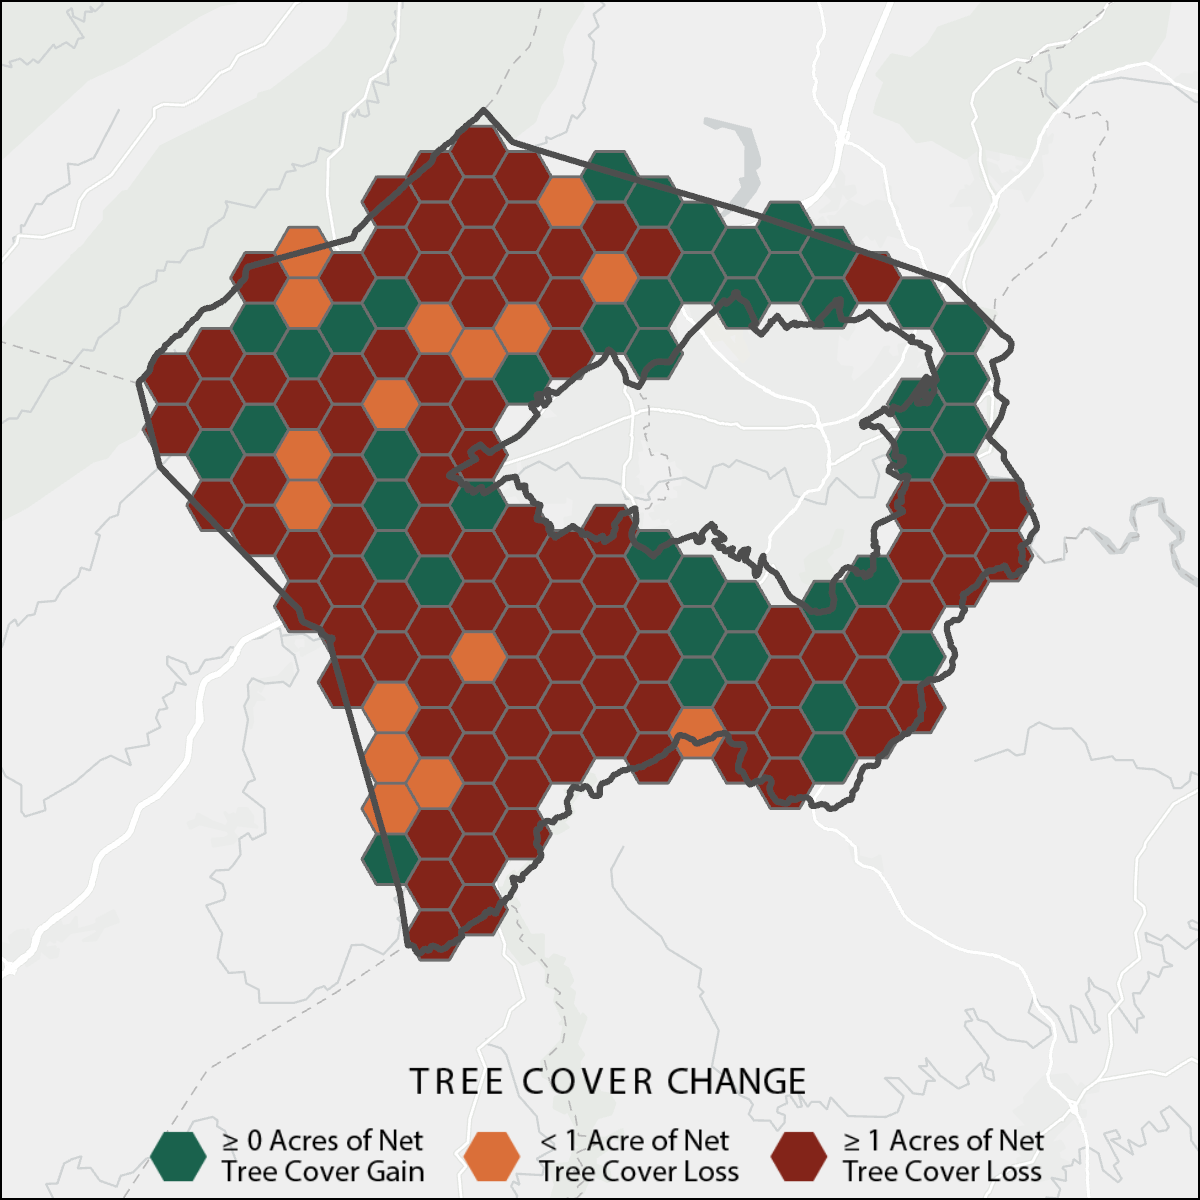 TREE COVER CHANGE
≥ 0 Acres of Net
Tree Cover Gain
< 1 Acre of Net
Tree Cover Loss
≥ 1 Acres of Net
Tree Cover Loss